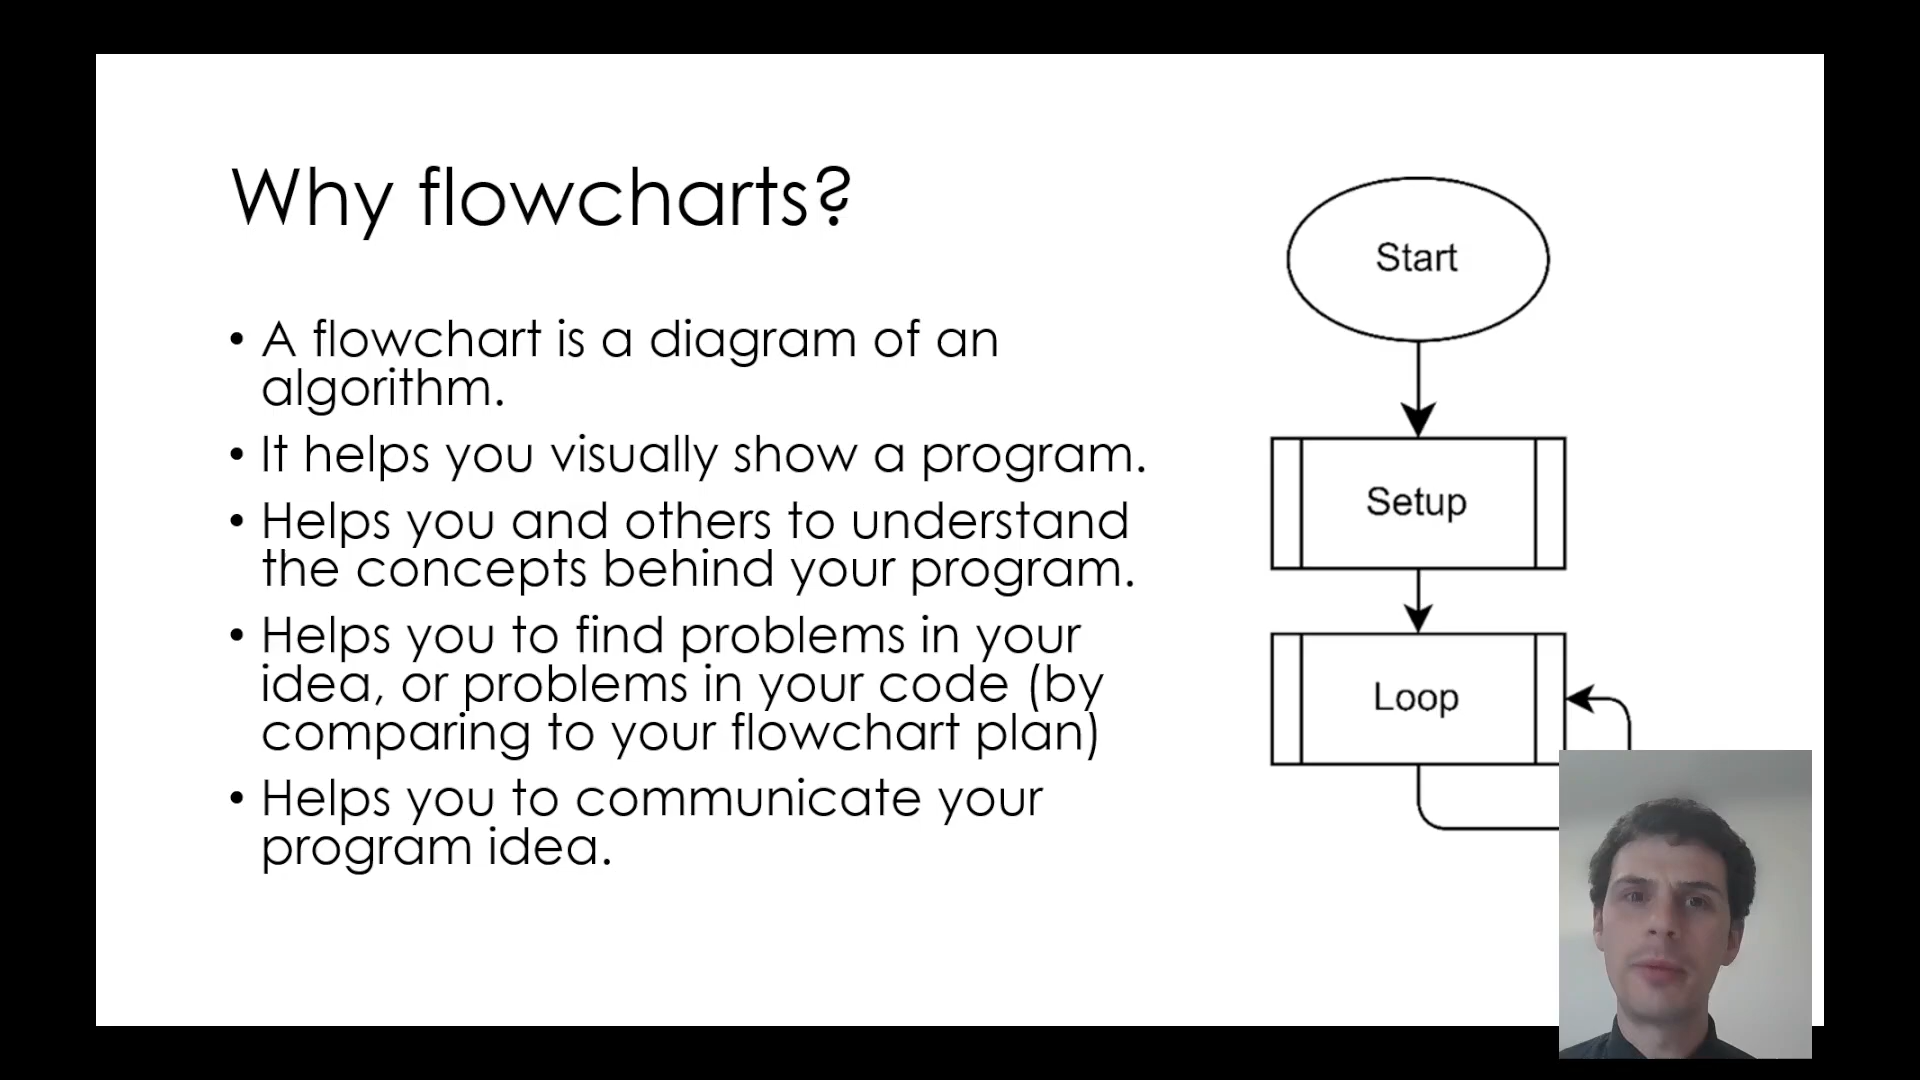 Why flowcharts?
• A flowchart is a diagram of an
algorithm.
• It helps you visually show a program.
• Helps you and others to understand
the concepts behind your program.
• Helps you to find problems in your
idea, or problems in your code (by
comparing to your flowchart plan)
• Helps you to communicate your
program idea.
Start
Setup
Loop